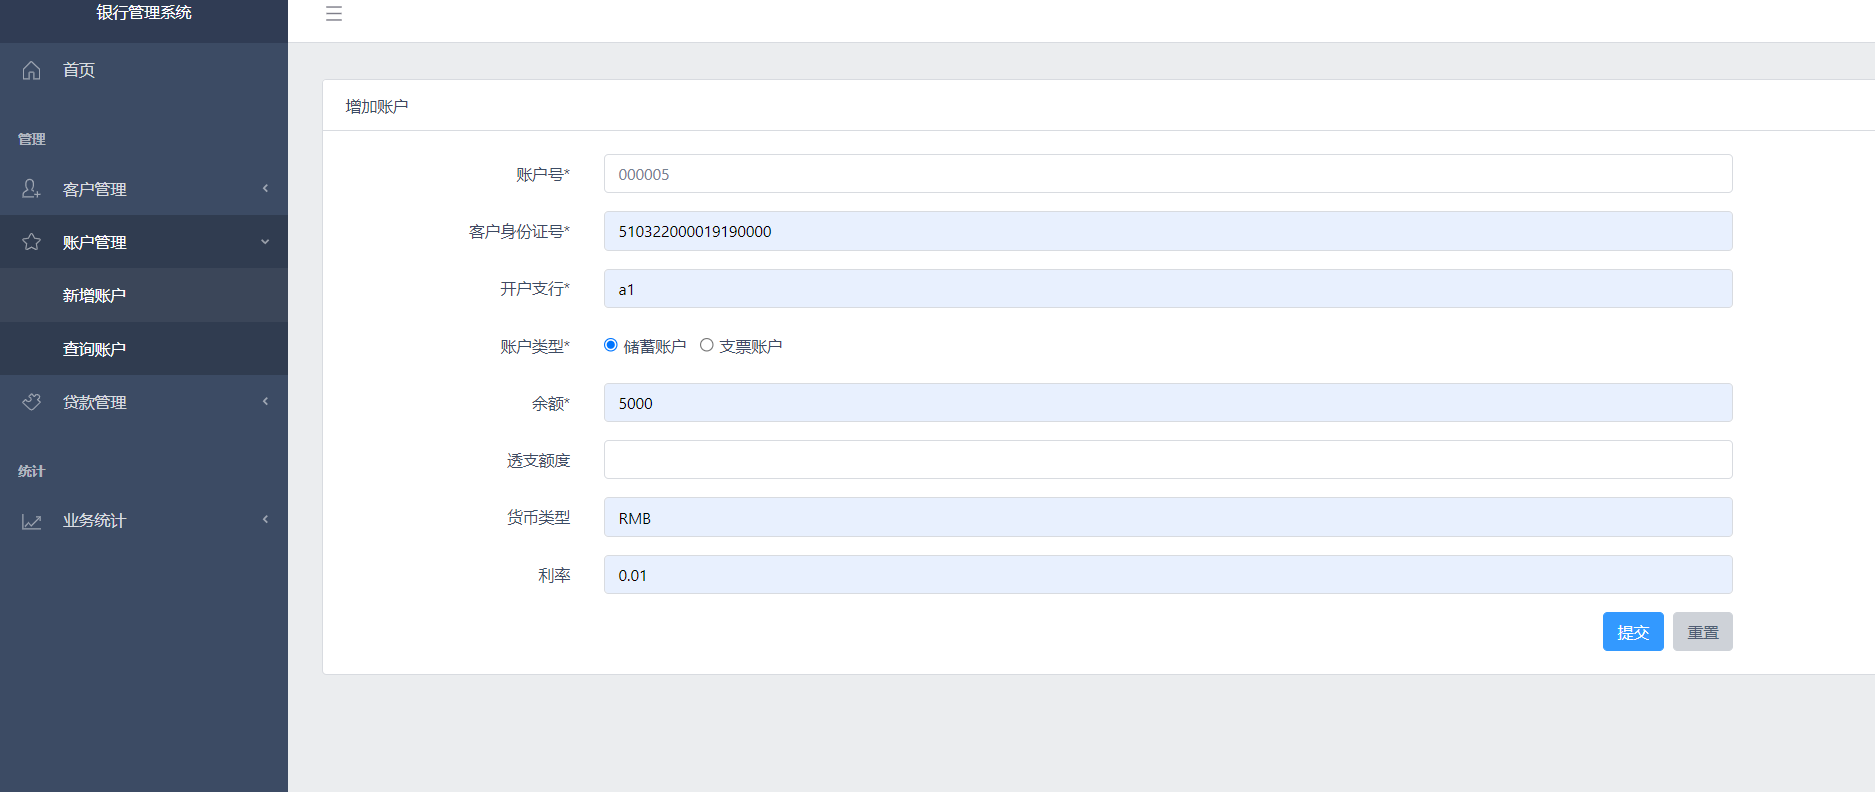 银行管理系统
首页
管理
客户管理
账户管理
新增账户
查询账户
贷款管理
统计
业务统计
增加账户
账户号* 000005
客户身份证号* 510322000019190000
开户支行* a1
账户类型* 储蓄账户 支票账户
余额* 5000
透支额度
货币类型 RMB
利率 0.01
提交 重置